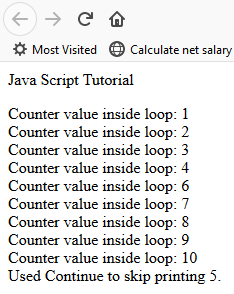 Most Visited Calculate net salary
Java Script Tutorial
Counter value inside loop: 1
Counter value inside loop: 2
Counter value inside loop: 3
Counter value inside loop: 4
Counter value inside loop: 6
Counter value inside loop: 7
Counter value inside loop: 8
Counter value inside loop: 9
Counter value inside loop: 10
Used Continue to skip printing 5.